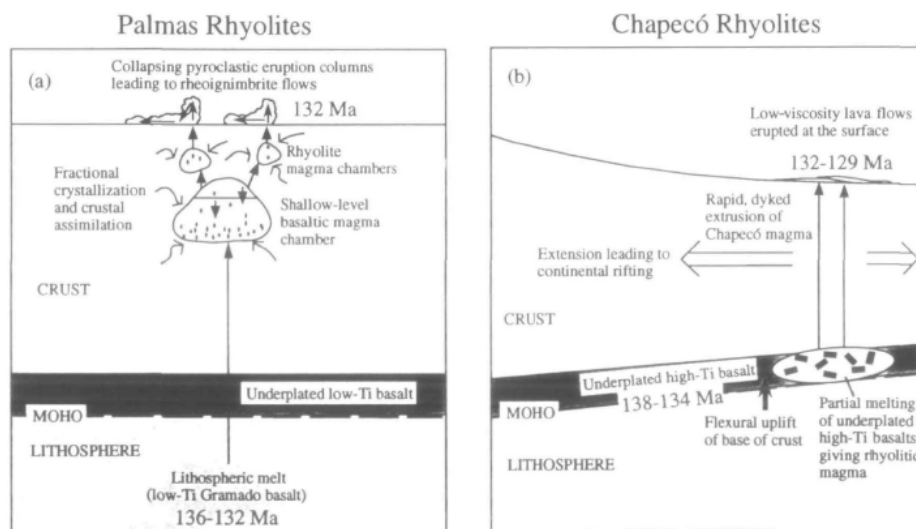 Palmas Rhyolites
(a)
Collapsing pyroclastic eruption columns
leading to rheoignimbrite flows
132 Ma
Fractional
crystallization
and crustal
assimilation
Rhyolite
magma chambers
Shallow-level
basaltic magma
chamber
CRUST
Underplated low-Ti basalt
MOHO
LITHOSPHERE
Lithospheric melt
(low-Ti Gramado basalt)
136-132 Ma
Chapecó Rhyolites
(b)
Low-viscosity lava flows
erupted at the surface
132-129 Ma
Rapid, dyked
extrusion of
Chapecó magma
Extension leading to
continental rifting
CRUST
Underplated high-Ti basalt
138-134 Ma
MOHO
Flexural uplift
of base of crust
LITHOSPHERE
Partial melting
of underplated
high-Ti basalts
giving rhyolitic
magma